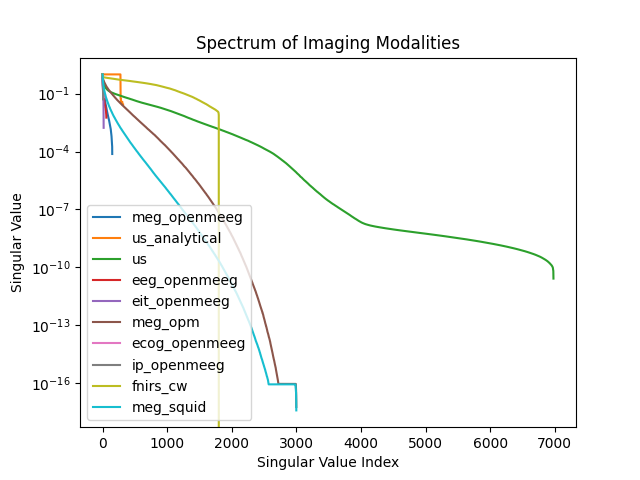 Spectrum of Imaging Modalities
Singular Value
10⁻¹
10⁻⁴
10⁻⁷
10⁻¹⁰
10⁻¹³
10⁻¹⁶
meg_openmeeg
us_analytical
us
eeg_openmeeg
eit_openmeeg
meg_opm
ecog_openmeeg
ip_openmeeg
fnirs_cw
meg_squid
0 1000 2000 3000 4000 5000 6000 7000
Singular Value Index